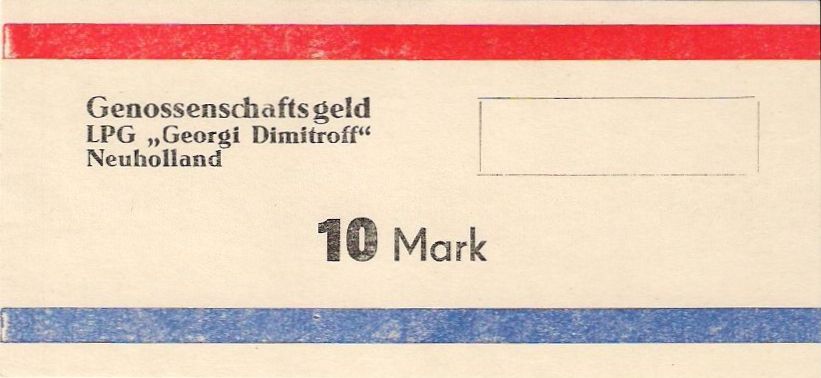 Genossenschaftsgeld
LPG „Georgi Dimitroff“
Neuholland
10 Mark